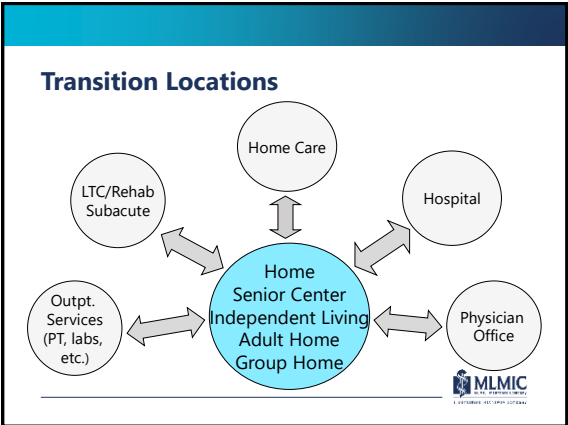 Transition Locations
Home Care
LTC/Rehab
Subacute
Hospital
Outpt.
Services
(PT, labs,
etc.)
Home
Senior Center
Independent Living
Adult Home
Group Home
Physician
Office
MLMIC